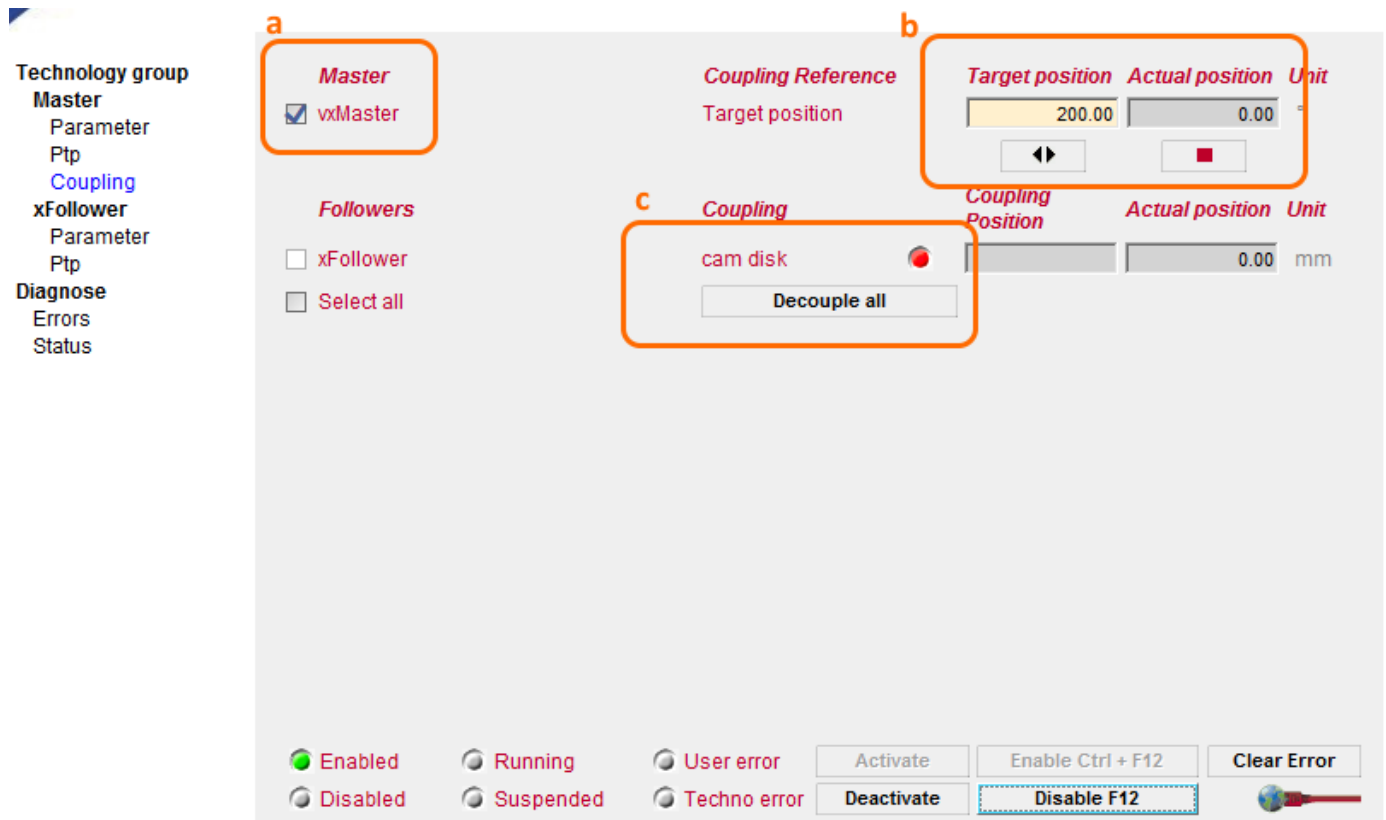 a
b
Technology group
Master
Parameter
Ptp
Coupling
xFollower
Parameter
Ptp
Diagnose
Errors
Status
Master Coupling Reference Target position Actual position Unit
vxMaster Target position 200.00 0.00 °
c
Followers Coupling Coupling Position Actual position Unit
xFollower cam disk 0.00 mm
Select all Decouple all
Enabled Running User error Activate Enable Ctrl + F12 Clear Error
Disabled Suspended Techno error Deactivate Disable F12